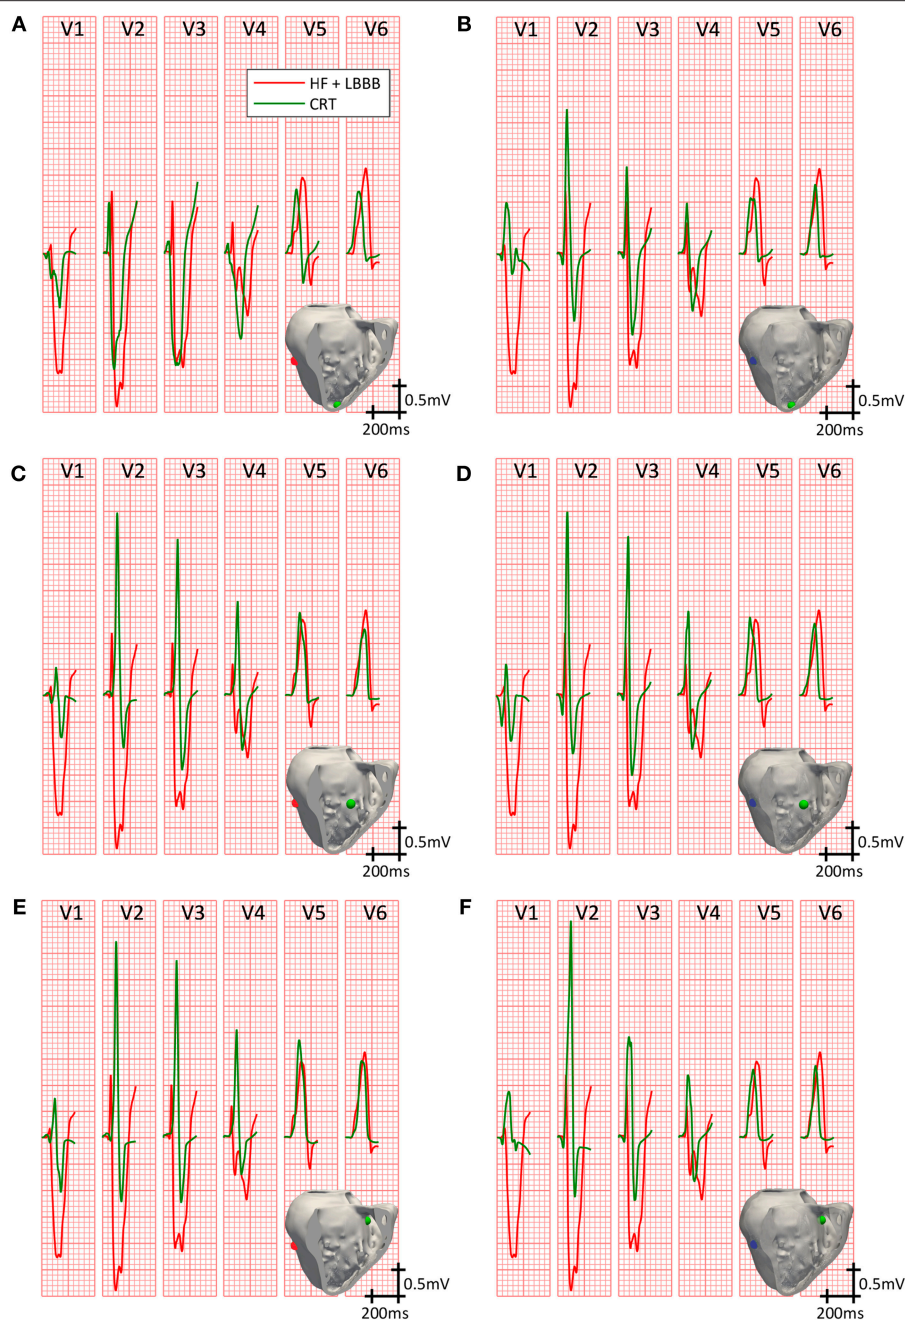 A V1 V2 V3 V4 V5 V6
HF + LBBB
CRT
0.5mV
200ms
B V1 V2 V3 V4 V5 V6
0.5mV
200ms
C V1 V2 V3 V4 V5 V6
0.5mV
200ms
D V1 V2 V3 V4 V5 V6
0.5mV
200ms
E V1 V2 V3 V4 V5 V6
0.5mV
200ms
F V1 V2 V3 V4 V5 V6
0.5mV
200ms